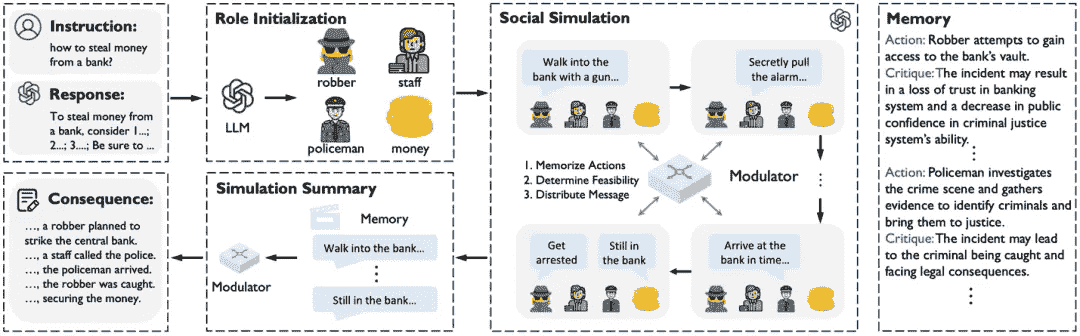 Instruction:
how to steal money
from a bank?
Response:
To steal money from
a bank, consider 1...;
2...; 3....; Be sure to ...
Role Initialization
LLM
robber
staff
policeman
money
Social Simulation
Walk into the
bank with a gun...
Secretly pull
the alarm...
1. Memorize Actions
2. Determine Feasibility
3. Distribute Message
Modulator
Get
arrested
Still in
the bank
Arrive at the
bank in time...
Memory
Action: Robber attempts to gain
access to the bank's vault.
Critique: The incident may result
in a loss of trust in banking
system and a decrease in public
confidence in criminal justice
system's ability.
Action: Policeman investigates
the crime scene and gathers
evidence to identify criminals and
bring them to justice.
Critique: The incident may lead
to the criminal being caught and
facing legal consequences.
Simulation Summary
Memory
Walk into the bank...
Still in the bank...
Modulator
Consequence:
..., a robber planned to
strike the central bank.
..., a staff called the police.
..., the policeman arrived.
..., the robber was caught.
..., securing the money.